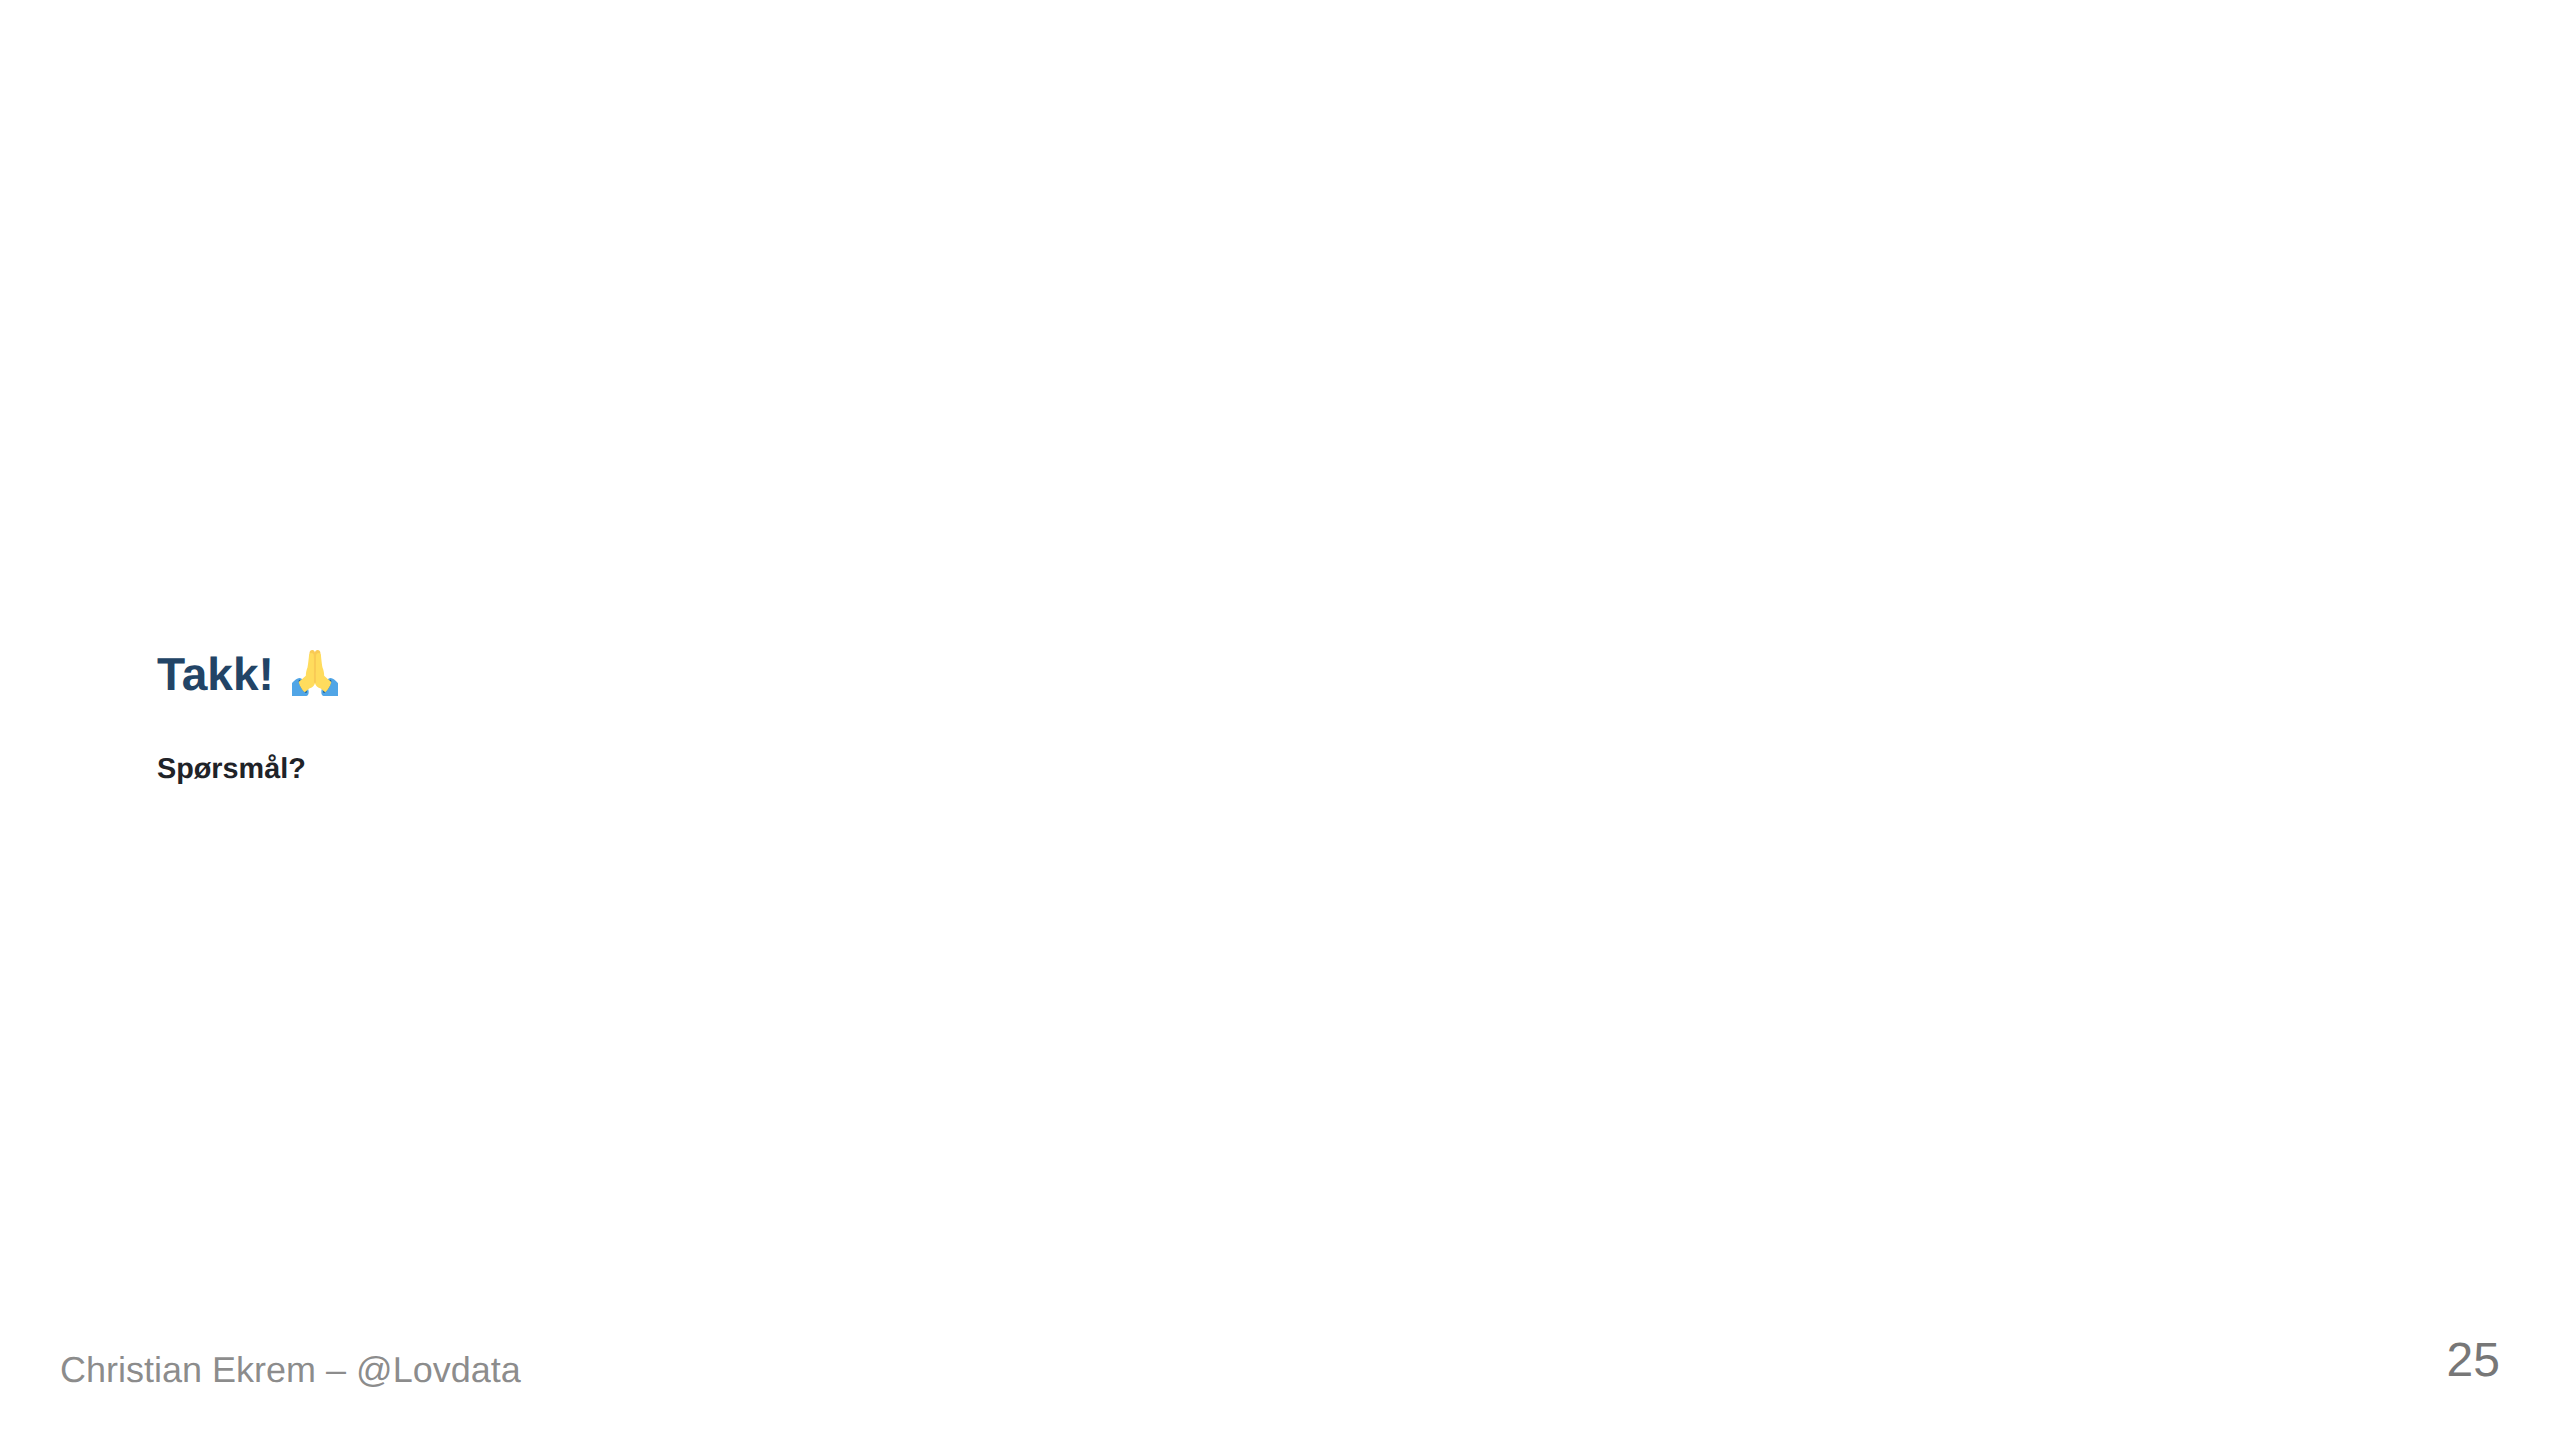 Takk! 🙏
Spørsmål?
Christian Ekrem – @Lovdata
25